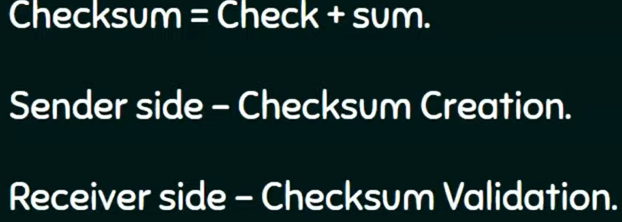 Checksum = Check + sum.
Sender side – Checksum Creation.
Receiver side – Checksum Validation.